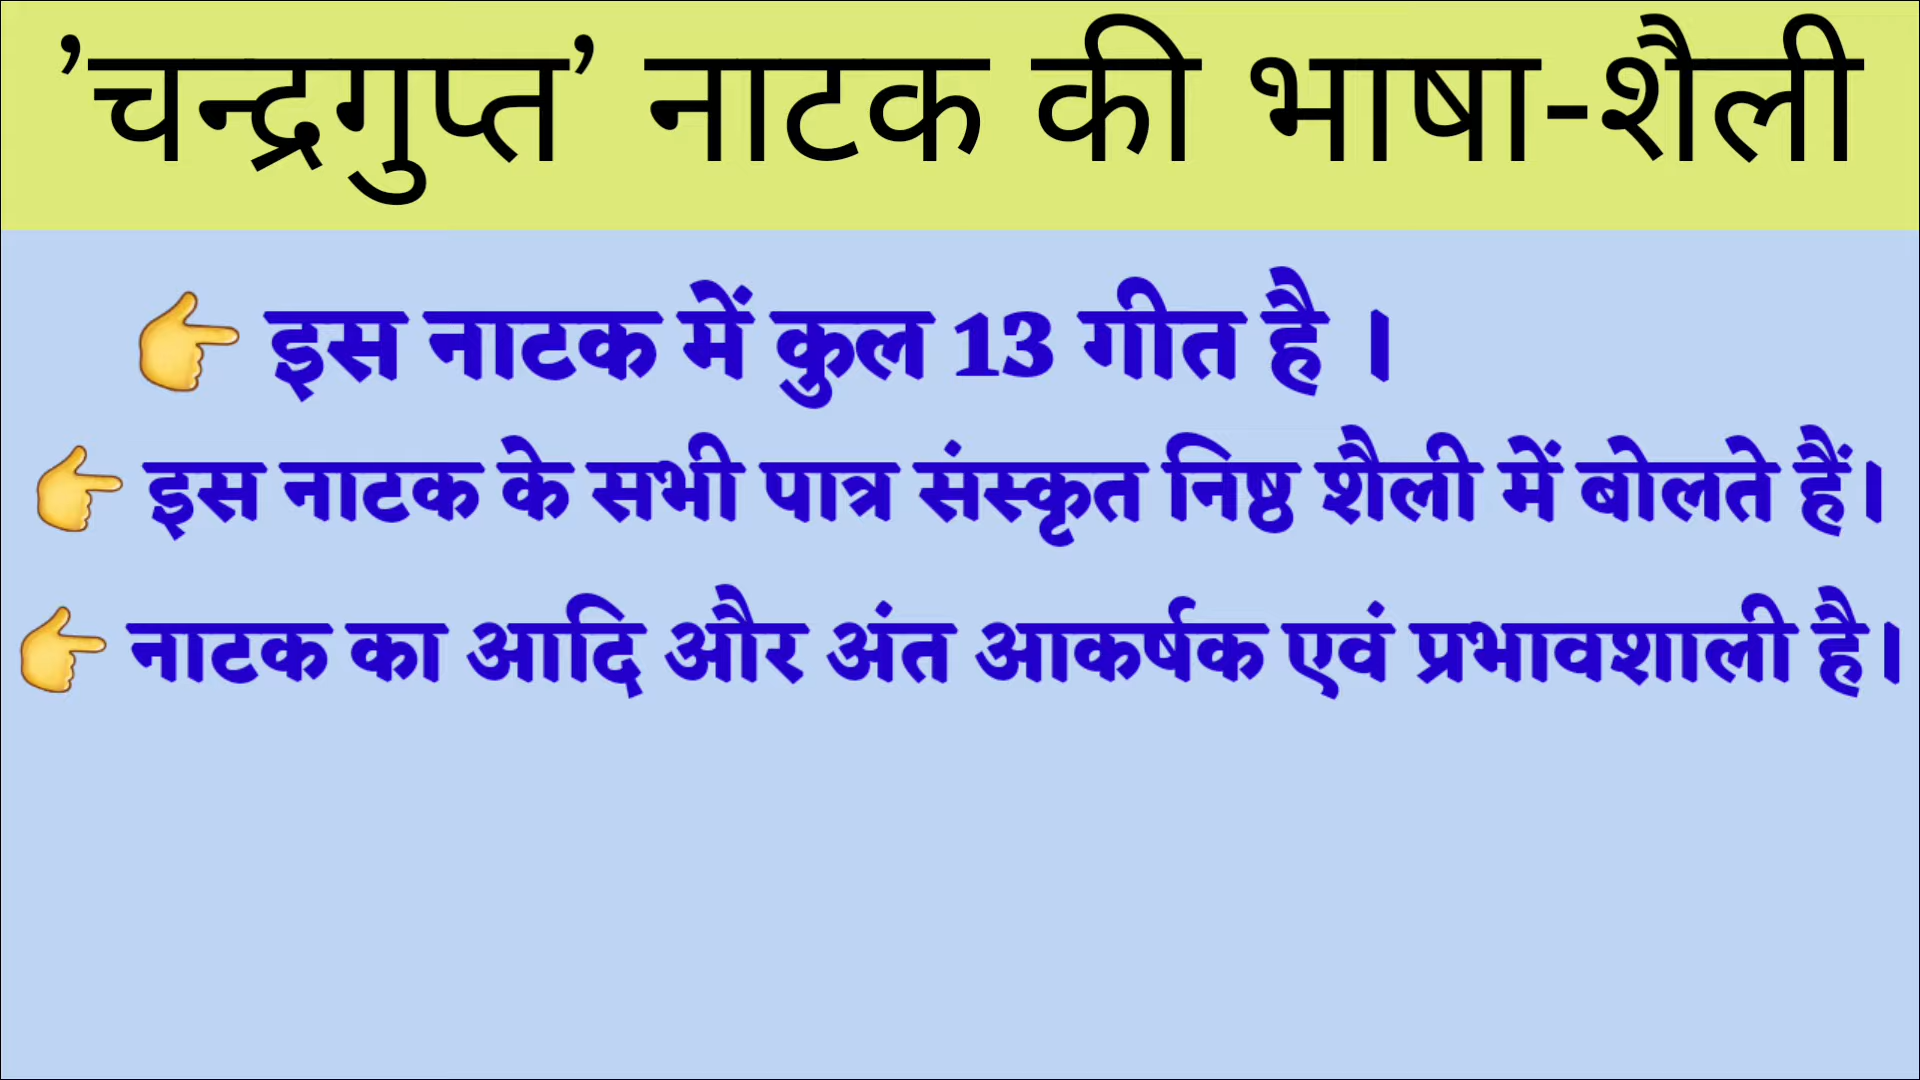 ’चन्द्रगुप्त’ नाटक की भाषा-शैली
👉 इस नाटक में कुल 13 गीत है ।
👉 इस नाटक के सभी पात्र संस्कृत निष्ठ शैली में बोलते हैं।
👉 नाटक का आदि और अंत आकर्षक एवं प्रभावशाली है।